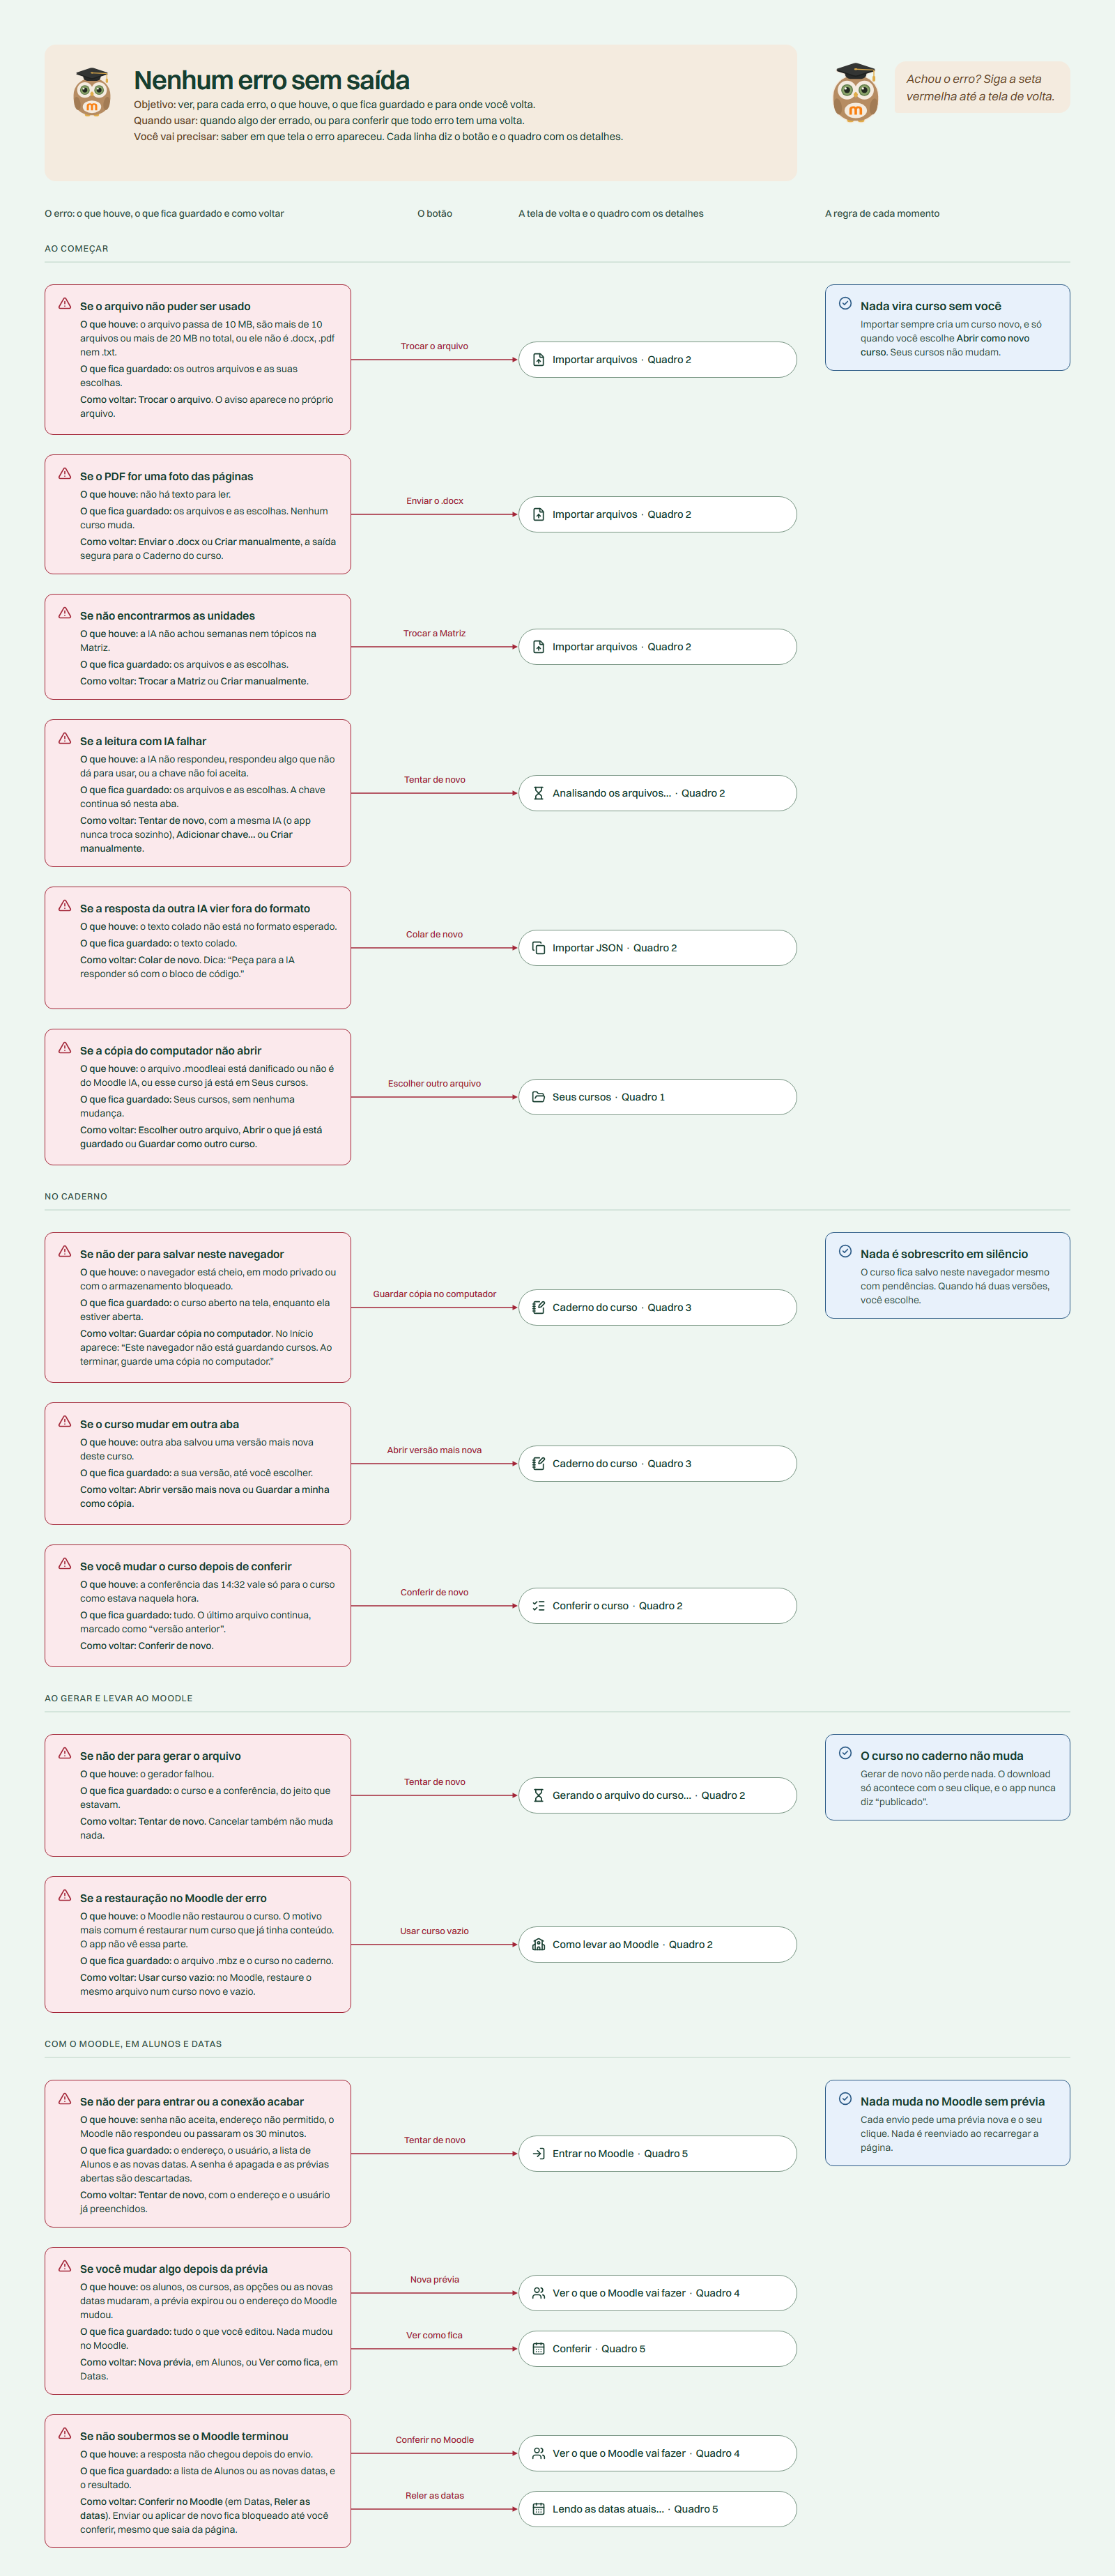 Nenhum erro sem saída
Objetivo: ver, para cada erro, o que houve, o que fica guardado e para onde você volta.
Quando usar: quando algo der errado, ou para conferir que todo erro tem uma volta.
Você vai precisar: saber em que tela o erro apareceu. Cada linha diz o botão e o quadro com os detalhes.
Achou o erro? Siga a seta
vermelha até a tela de volta.
O erro: o que houve, o que fica guardado e como voltar
O botão
A tela de volta e o quadro com os detalhes
A regra de cada momento
AO COMEÇAR
Se o arquivo não puder ser usado
O que houve: o arquivo passa de 10 MB, são mais de 10
arquivos ou mais de 20 MB no total, ou ele não é .docx, .pdf
nem .txt.
O que fica guardado: os outros arquivos e as suas
escolhas.
Como voltar: Trocar o arquivo. O aviso aparece no próprio
arquivo.
Trocar o arquivo
Importar arquivos · Quadro 2
Nada vira curso sem você
Importar sempre cria um curso novo, e só
quando você escolhe Abrir como novo
curso. Seus cursos não mudam.
Se o PDF for uma foto das páginas
O que houve: não há texto para ler.
O que fica guardado: os arquivos e as escolhas. Nenhum
curso muda.
Como voltar: Enviar o .docx ou Criar manualmente, a saída
segura para o Caderno do curso.
Enviar o .docx
Importar arquivos · Quadro 2
Se não encontrarmos as unidades
O que houve: a IA não achou semanas nem tópicos na
Matriz.
O que fica guardado: os arquivos e as escolhas.
Como voltar: Trocar a Matriz ou Criar manualmente.
Trocar a Matriz
Importar arquivos · Quadro 2
Se a leitura com IA falhar
O que houve: a IA não respondeu, respondeu algo que não
dá para usar, ou a chave não foi aceita.
O que fica guardado: os arquivos e as escolhas. A chave
continua só nesta aba.
Como voltar: Tentar de novo, com a mesma IA (o app
nunca troca sozinho), Adicionar chave... ou Criar
manualmente.
Tentar de novo
Analisando os arquivos... · Quadro 2
Se a resposta da outra IA vier fora do formato
O que houve: o texto colado não está no formato esperado.
O que fica guardado: o texto colado.
Como voltar: Colar de novo. Dica: “Peça para a IA
responder só com o bloco de código.”
Colar de novo
Importar JSON · Quadro 2
Se a cópia do computador não abrir
O que houve: o arquivo .moodleai está danificado ou não é
do Moodle IA, ou esse curso já está em Seus cursos.
O que fica guardado: Seus cursos, sem nenhuma
mudança.
Como voltar: Escolher outro arquivo, Abrir o que já está
guardado ou Guardar como outro curso.
Escolher outro arquivo
Seus cursos · Quadro 1
NO CADERNO
Se não der para salvar neste navegador
O que houve: o navegador está cheio, em modo privado ou
com o armazenamento bloqueado.
O que fica guardado: o curso aberto na tela, enquanto ela
estiver aberta.
Como voltar: Guardar cópia no computador. No Início
aparece: “Este navegador não está guardando cursos. Ao
terminar, guarde uma cópia no computador.”
Guardar cópia no computador
Caderno do curso · Quadro 3
Nada é sobrescrito em silêncio
O curso fica salvo neste navegador mesmo
com pendências. Quando há duas versões,
você escolhe.
Se o curso mudar em outra aba
O que houve: outra aba salvou uma versão mais nova
deste curso.
O que fica guardado: a sua versão, até você escolher.
Como voltar: Abrir versão mais nova ou Guardar a minha
como cópia.
Abrir versão mais nova
Caderno do curso · Quadro 3
Se você mudar o curso depois de conferir
O que houve: a conferência das 14:32 vale só para o curso
como estava naquela hora.
O que fica guardado: tudo. O último arquivo continua,
marcado como “versão anterior”.
Como voltar: Conferir de novo.
Conferir de novo
Conferir o curso · Quadro 2
AO GERAR E LEVAR AO MOODLE
Se não der para gerar o arquivo
O que houve: o gerador falhou.
O que fica guardado: o curso e a conferência, do jeito que
estavam.
Como voltar: Tentar de novo. Cancelar também não muda
nada.
Tentar de novo
Gerando o arquivo do curso... · Quadro 2
O curso no caderno não muda
Gerar de novo não perde nada. O download
só acontece com o seu clique, e o app nunca
diz “publicado”.
Se a restauração no Moodle der erro
O que houve: o Moodle não restaurou o curso. O motivo
mais comum é restaurar num curso que já tinha conteúdo.
O app não vê essa parte.
O que fica guardado: o arquivo .mbz e o curso no caderno.
Como voltar: Usar curso vazio: no Moodle, restaure o
mesmo arquivo num curso novo e vazio.
Usar curso vazio
Como levar ao Moodle · Quadro 2
COM O MOODLE, EM ALUNOS E DATAS
Se não der para entrar ou a conexão acabar
O que houve: senha não aceita, endereço não permitido, o
Moodle não respondeu ou passaram os 30 minutos.
O que fica guardado: o endereço, o usuário, a lista de
Alunos e as novas datas. A senha é apagada e as prévias
abertas são descartadas.
Como voltar: Tentar de novo, com o endereço e o usuário
já preenchidos.
Tentar de novo
Entrar no Moodle · Quadro 5
Nada muda no Moodle sem prévia
Cada envio pede uma prévia nova e o seu
clique. Nada é reenviado ao recarregar a
página.
Se você mudar algo depois da prévia
O que houve: os alunos, os cursos, as opções ou as novas
datas mudaram, a prévia expirou ou o endereço do Moodle
mudou.
O que fica guardado: tudo o que você editou. Nada mudou
no Moodle.
Como voltar: Nova prévia, em Alunos, ou Ver como fica, em
Datas.
Nova prévia
Ver o que o Moodle vai fazer · Quadro 4
Ver como fica
Conferir · Quadro 5
Se não soubermos se o Moodle terminou
O que houve: a resposta não chegou depois do envio.
O que fica guardado: a lista de Alunos ou as novas datas, e
o resultado.
Como voltar: Conferir no Moodle (em Datas, Reler as
datas). Enviar ou aplicar de novo fica bloqueado até você
conferir, mesmo que saia da página.
Conferir no Moodle
Ver o que o Moodle vai fazer · Quadro 4
Reler as datas
Lendo as datas atuais... · Quadro 5